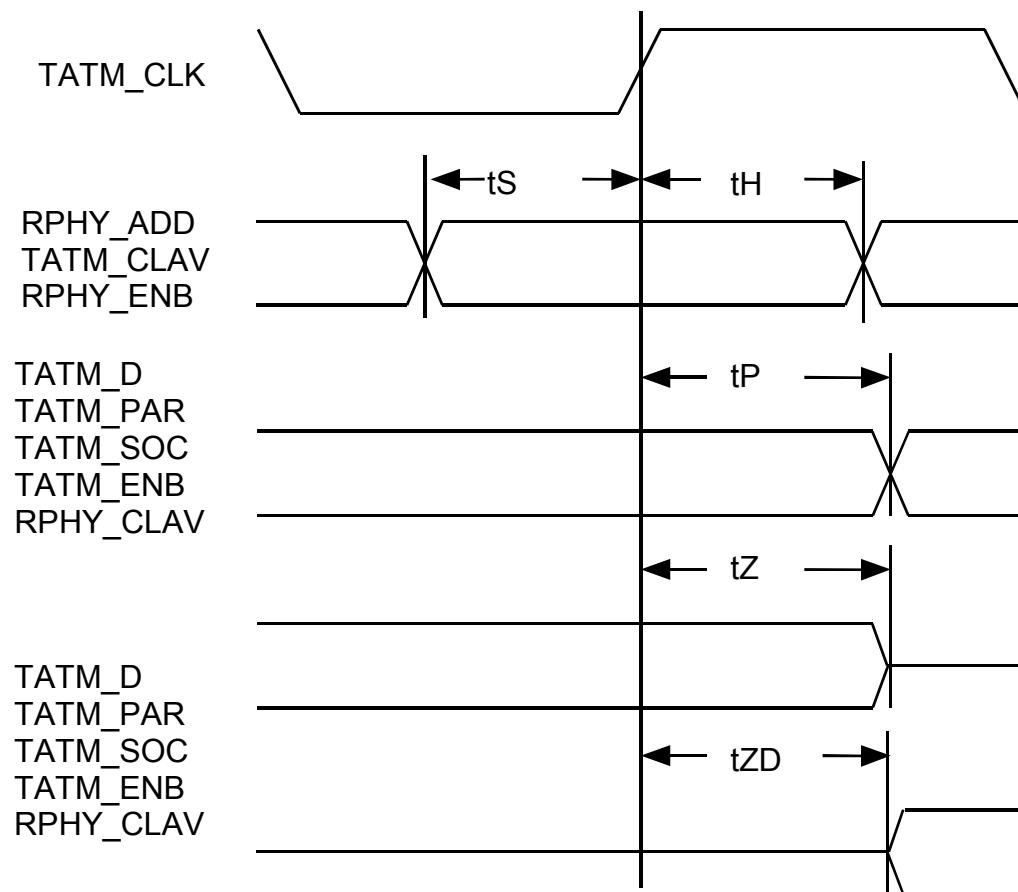 TATM_CLK
tS
tH
RPHY_ADD
TATM_CLAV
RPHY_ENB
TATM_D
tP
TATM_PAR
TATM_SOC
TATM_ENB
RPHY_CLAV
tZ
TATM_D
TATM_PAR
TATM_SOC
tZD
TATM_ENB
RPHY_CLAV